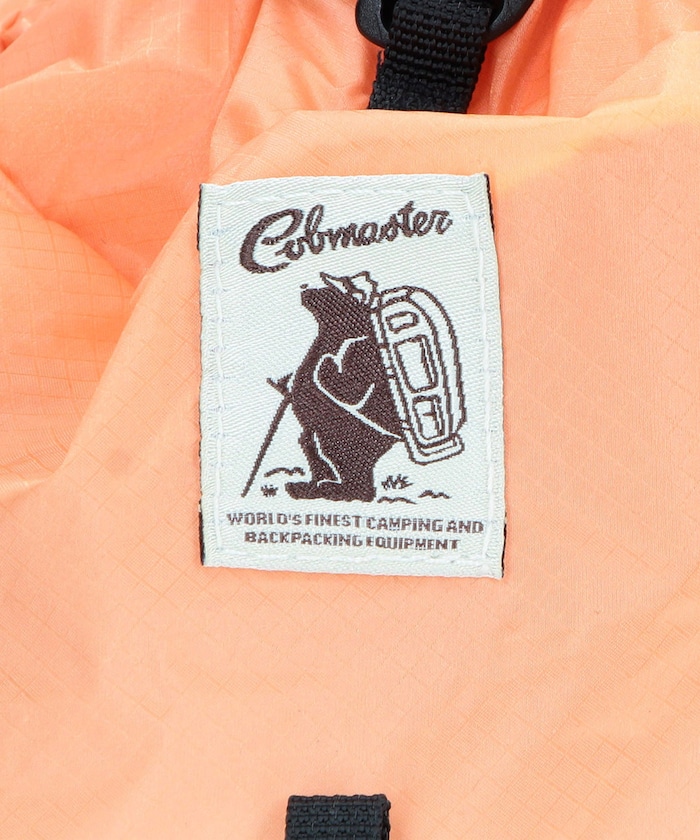 Cobmaster
WORLD'S FINEST CAMPING AND
BACKPACKING EQUIPMENT